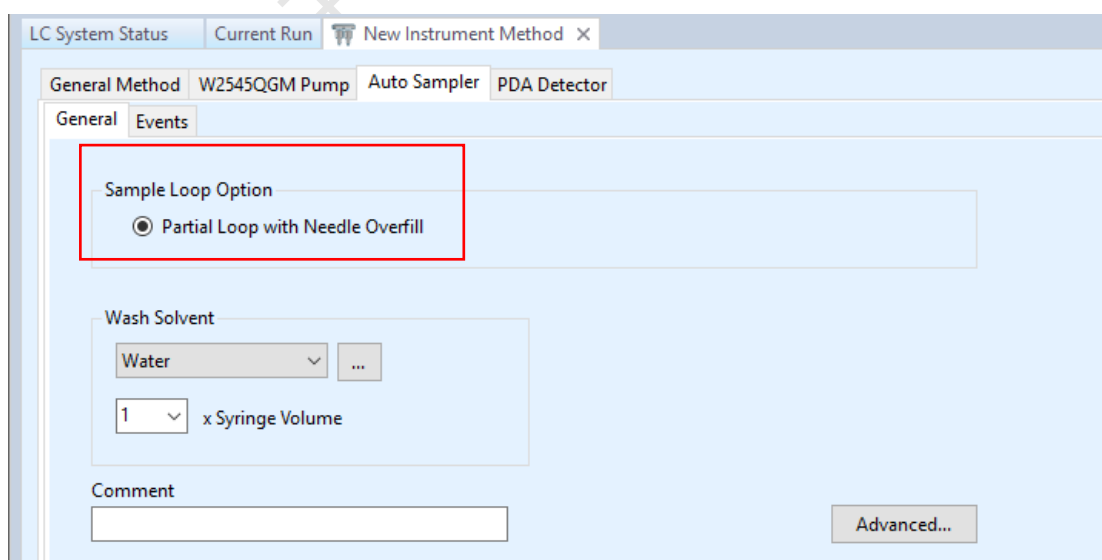 LC System Status Current Run New Instrument Method
General Method W2545QGM Pump Auto Sampler PDA Detector
General Events
Sample Loop Option
Partial Loop with Needle Overfill
Wash Solvent
Water ...
1 x Syringe Volume
Comment
Advanced...